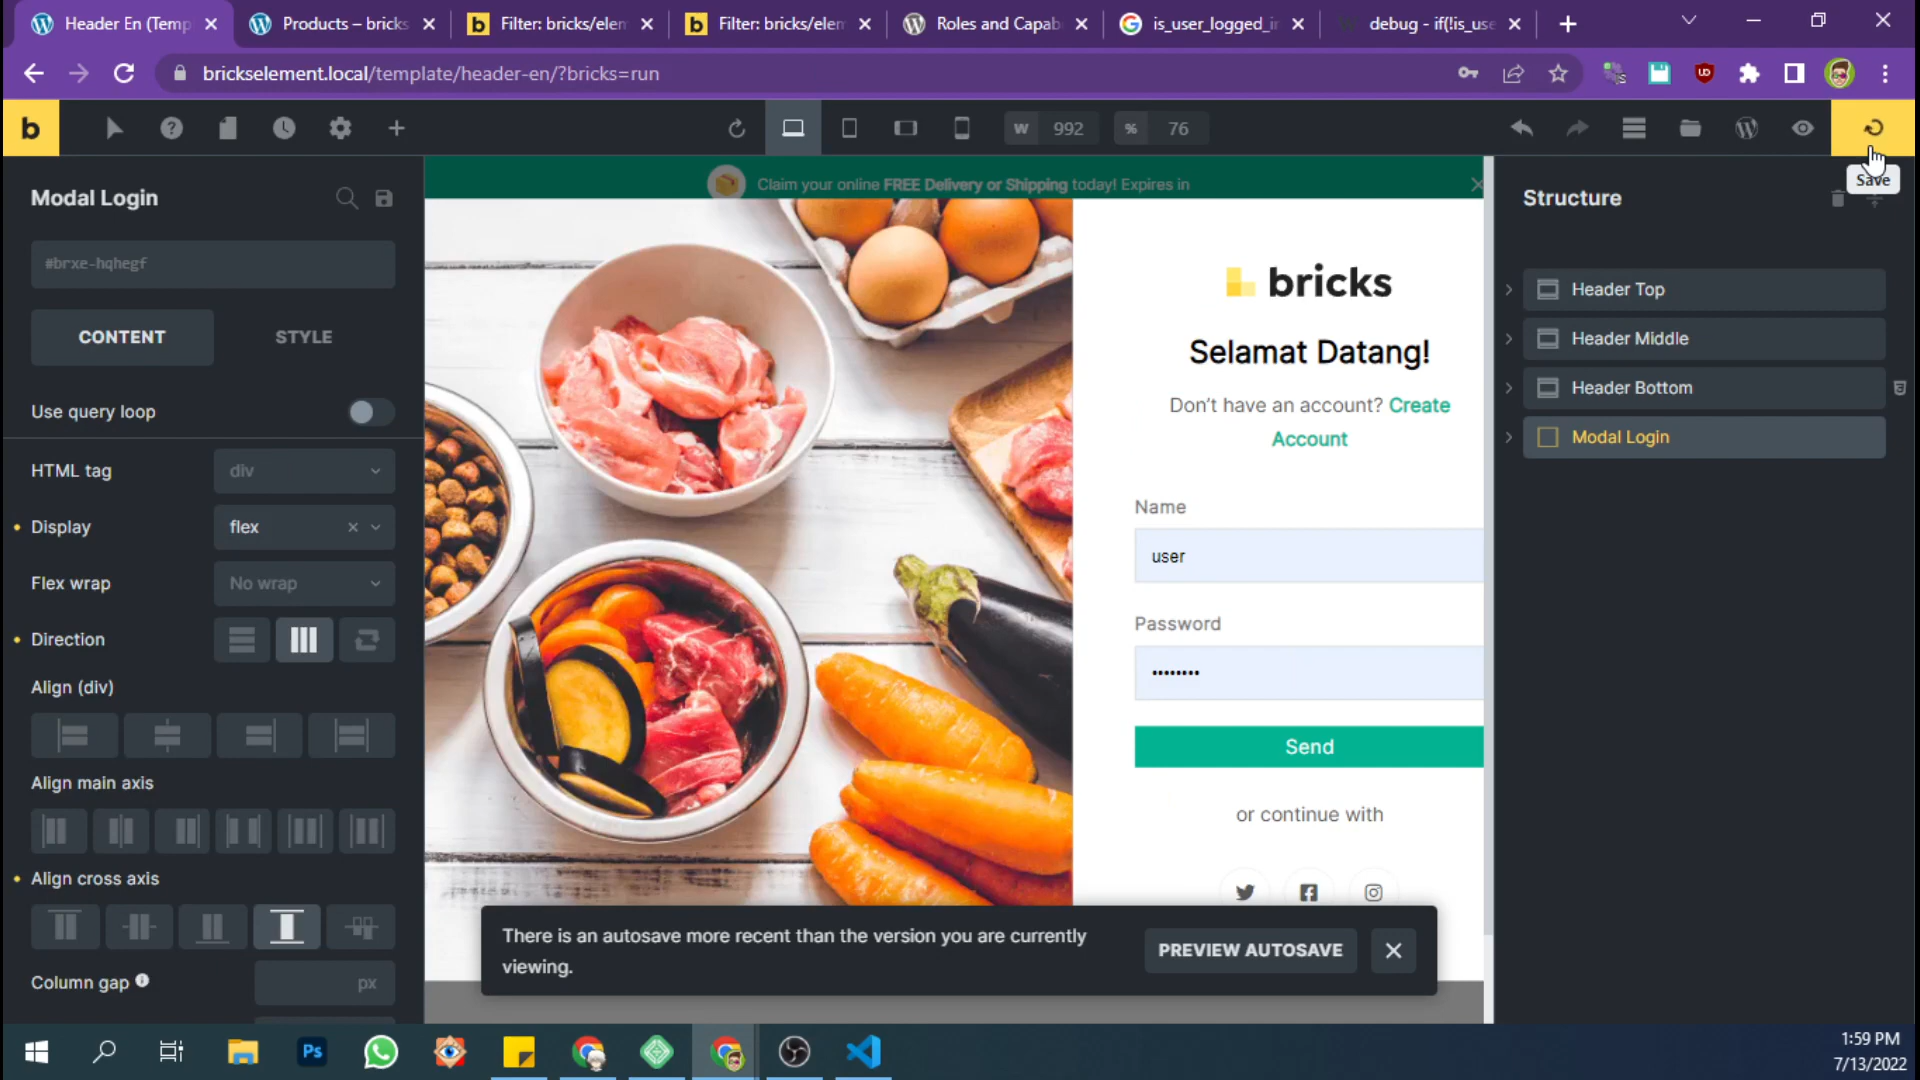 Header En (Temp
Products – bricks
Filter: bricks/elem
Filter: bricks/elem
Roles and Capab
is_user_logged_in
debug - if(!is_use
brickselement.local/template/header-en/?bricks=run
W 992
% 76
Save
Modal Login
#brxe-hqhegf
CONTENT
STYLE
Use query loop
HTML tag
div
Display
flex
Flex wrap
No wrap
Direction
Align (div)
Align main axis
Align cross axis
Column gap
px
Claim your online FREE Delivery or Shipping today! Expires in
bricks
Selamat Datang!
Don't have an account? Create
Account
Name
user
Password
••••••••
Send
or continue with
There is an autosave more recent than the version you are currently
viewing.
PREVIEW AUTOSAVE
Structure
Header Top
Header Middle
Header Bottom
Modal Login
Ps
1:59 PM
7/13/2022